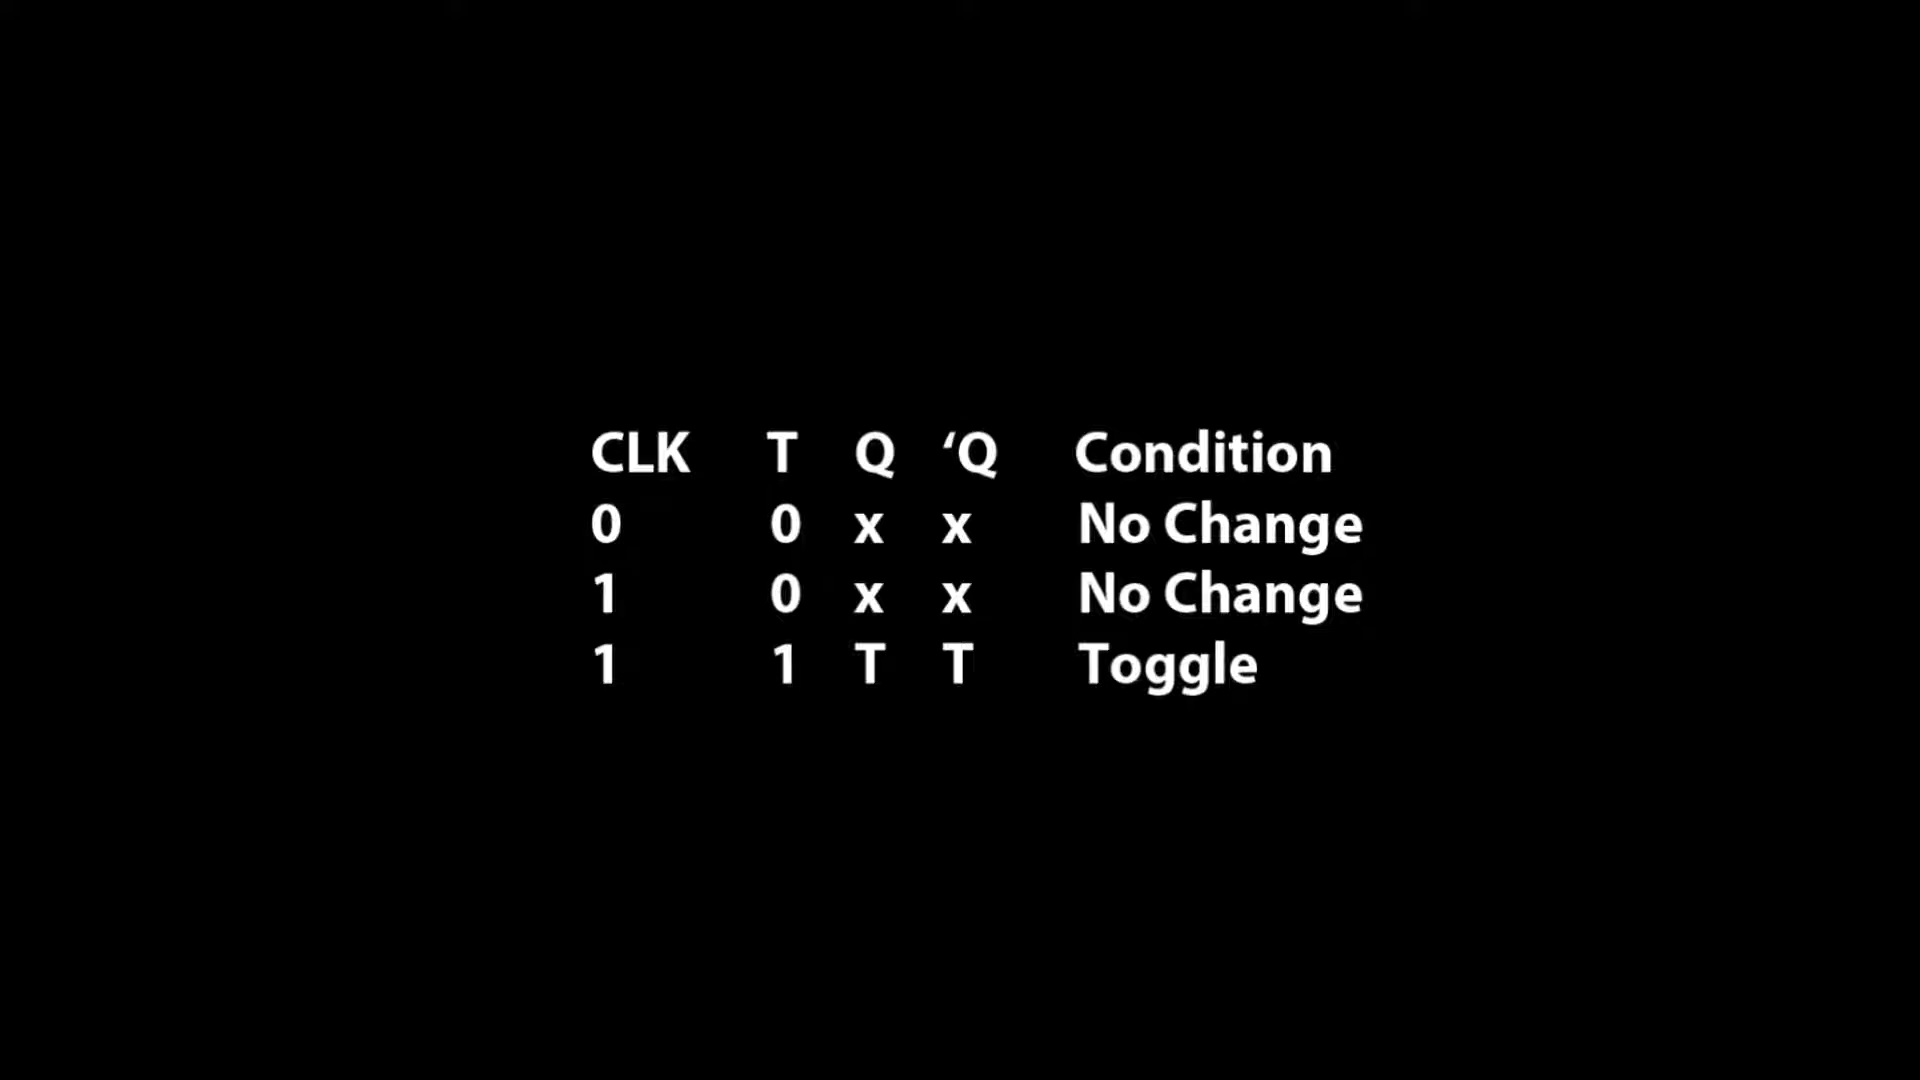 CLK T Q ‘Q Condition
0 0 x x No Change
1 0 x x No Change
1 1 T T Toggle